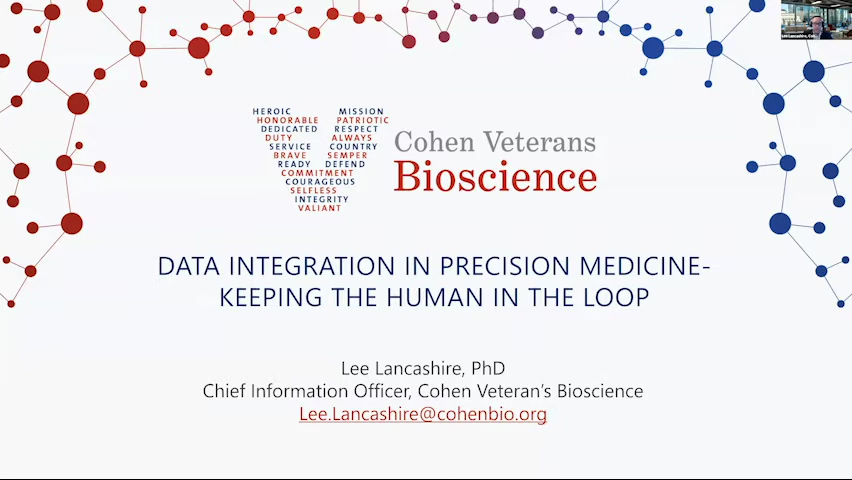 HEROIC MISSION
HONORABLE PATRIOTIC
DEDICATED RESPECT
DUTY ALWAYS
SERVICE COUNTRY
BRAVE SEMPER
READY DEFEND
COMMITMENT
COURAGEOUS
SELFLESS
INTEGRITY
VALIANT
Cohen Veterans
Bioscience
DATA INTEGRATION IN PRECISION MEDICINE-
KEEPING THE HUMAN IN THE LOOP
Lee Lancashire, PhD
Chief Information Officer, Cohen Veteran's Bioscience
Lee.Lancashire@cohenbio.org